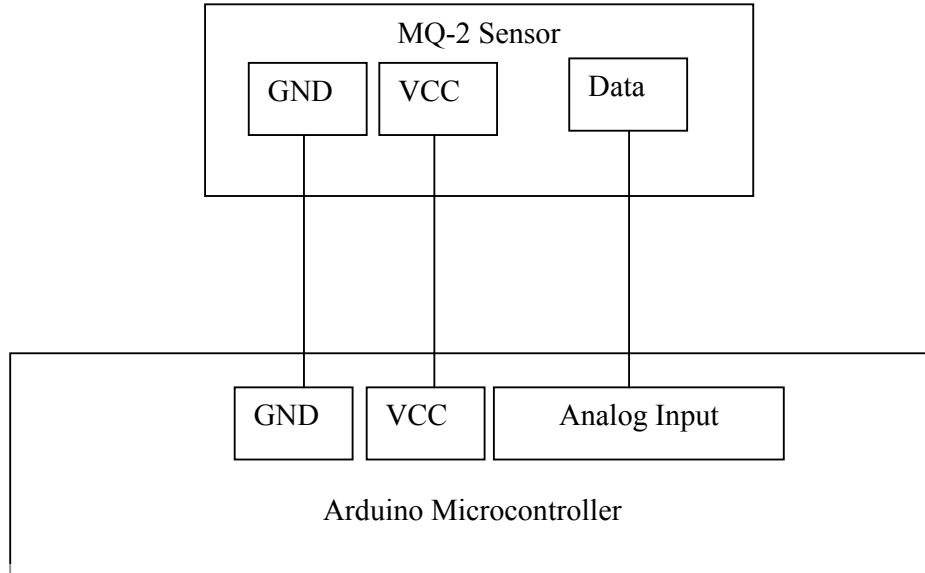 MQ-2 Sensor
GND VCC Data
GND VCC Analog Input
Arduino Microcontroller